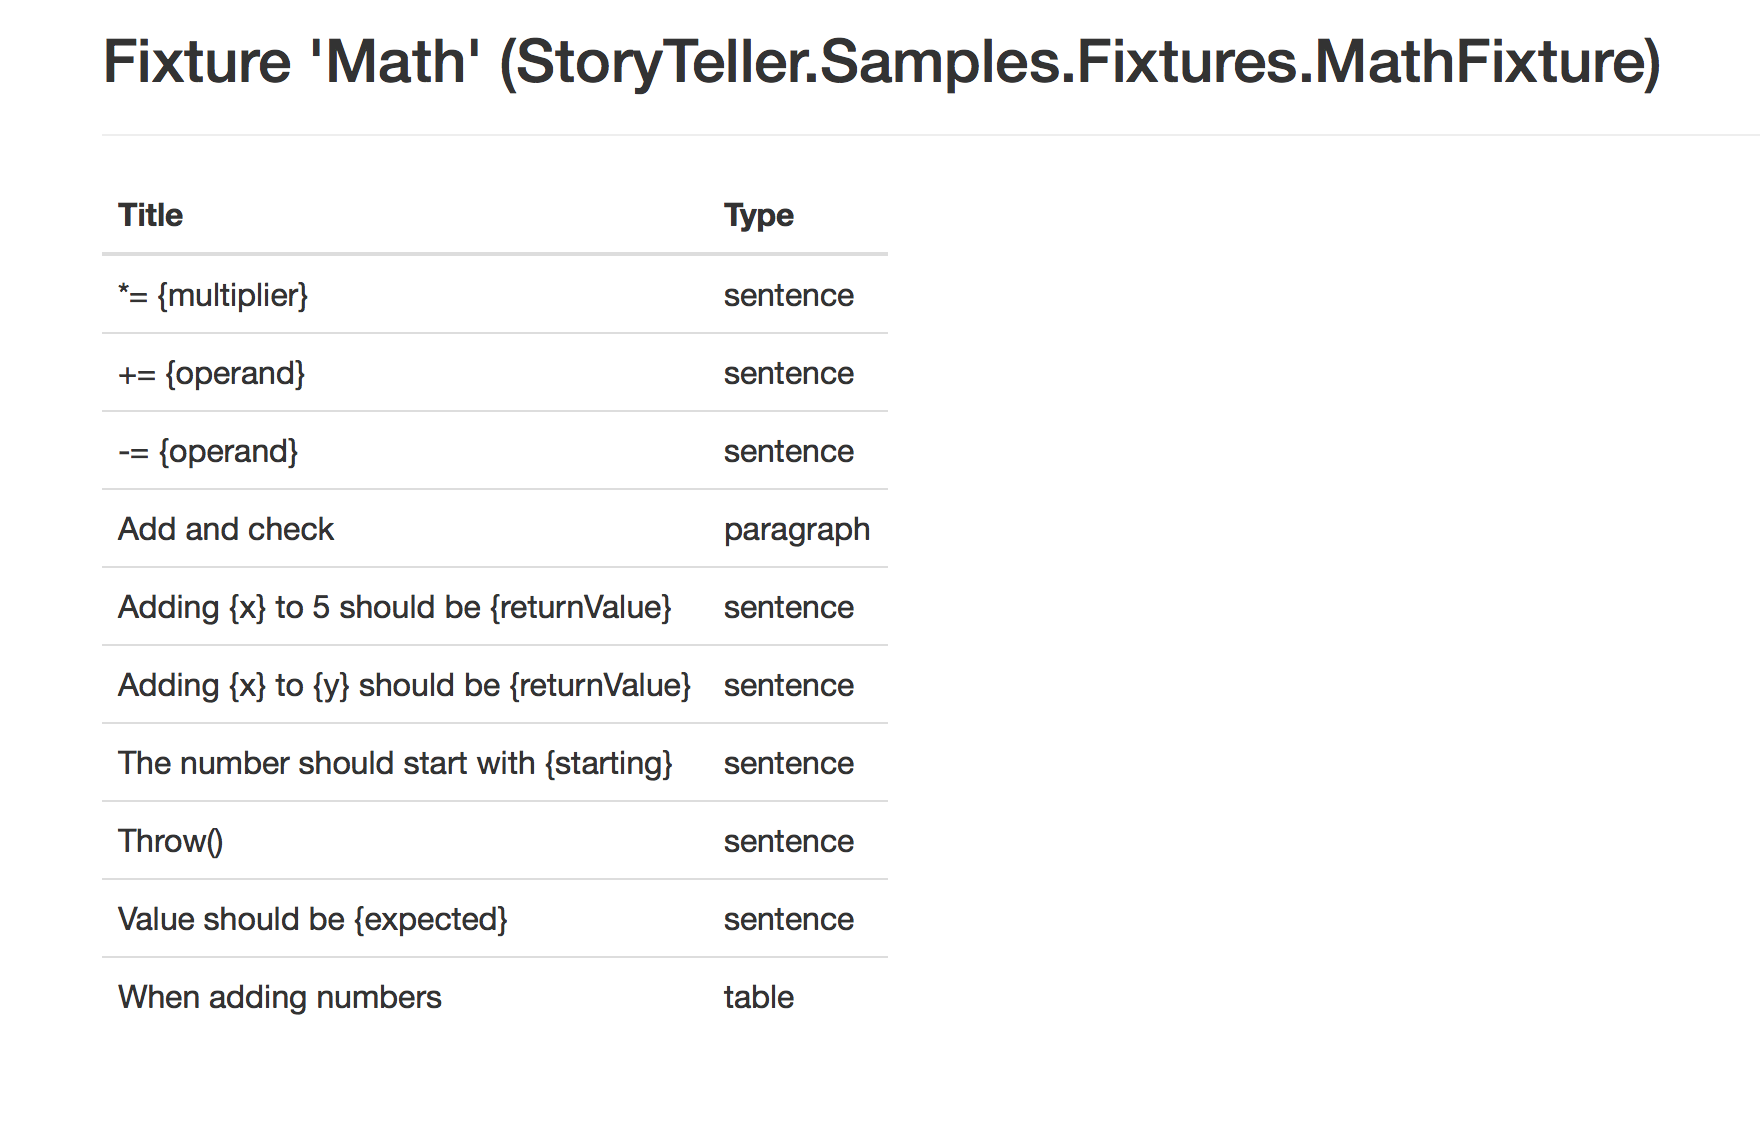 Fixture 'Math' (StoryTeller.Samples.Fixtures.MathFixture)
Title Type
*= {multiplier} sentence
+= {operand} sentence
-= {operand} sentence
Add and check paragraph
Adding {x} to 5 should be {returnValue} sentence
Adding {x} to {y} should be {returnValue} sentence
The number should start with {starting} sentence
Throw() sentence
Value should be {expected} sentence
When adding numbers table